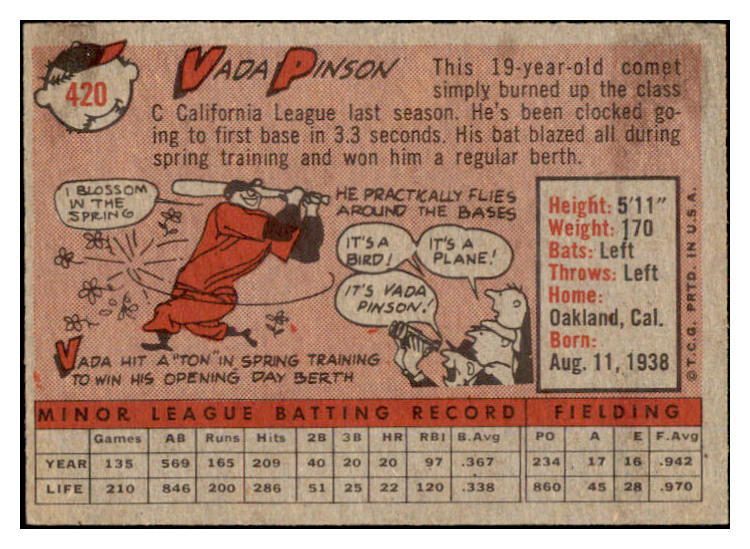 420
VADA PINSON
This 19-year-old comet
simply burned up the class
C California League last season. He's been clocked go-
ing to first base in 3.3 seconds. His bat blazed all during
spring training and won him a regular berth.
I BLOSSOM
IN THE
SPRING
HE PRACTICALLY FLIES
AROUND THE BASES
IT'S A
BIRD!
IT'S A
PLANE!
IT'S VADA
PINSON!
VADA HIT A "TON" IN SPRING TRAINING
TO WIN HIS OPENING DAY BERTH
Height: 5'11"
Weight: 170
Bats: Left
Throws: Left
Home:
Oakland, Cal.
Born:
Aug. 11, 1938
© T.C.G. PRTD. IN U.S.A.
MINOR LEAGUE BATTING RECORD FIELDING
Games AB Runs Hits 2B 3B HR RBI B.Avg PO A E F.Avg
YEAR 135 569 165 209 40 20 20 97 .367 234 17 16 .942
LIFE 210 846 200 286 51 25 22 120 .338 860 45 28 .970